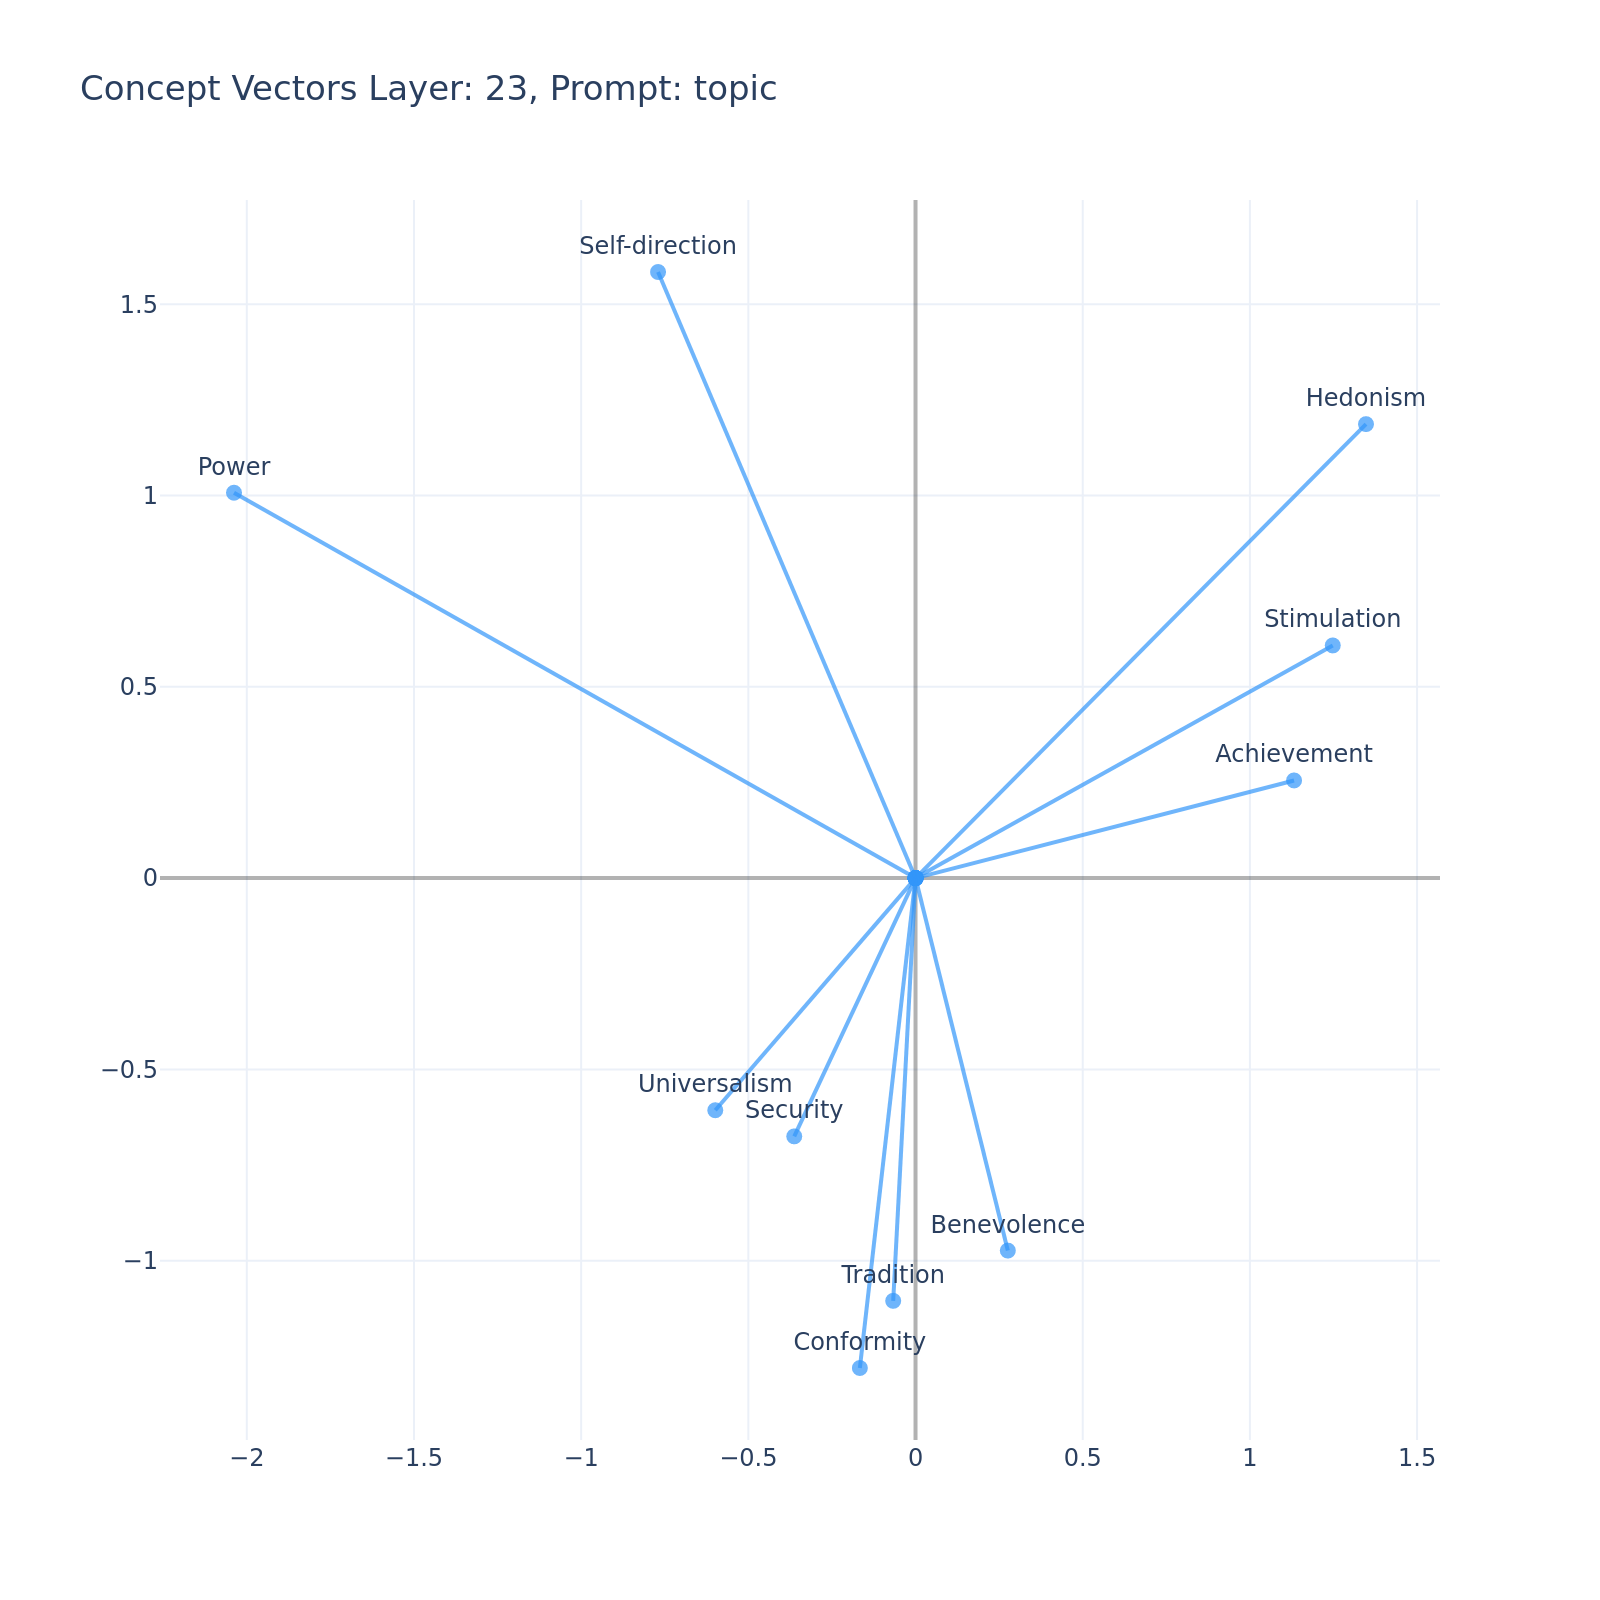 Concept Vectors Layer: 23, Prompt: topic
Self-direction
1.5
Hedonism
Power
1
Stimulation
0.5
Achievement
0
−0.5
Universalism
Security
Benevolence
−1
Tradition
Conformity
−2
−1.5
−1
−0.5
0
0.5
1
1.5